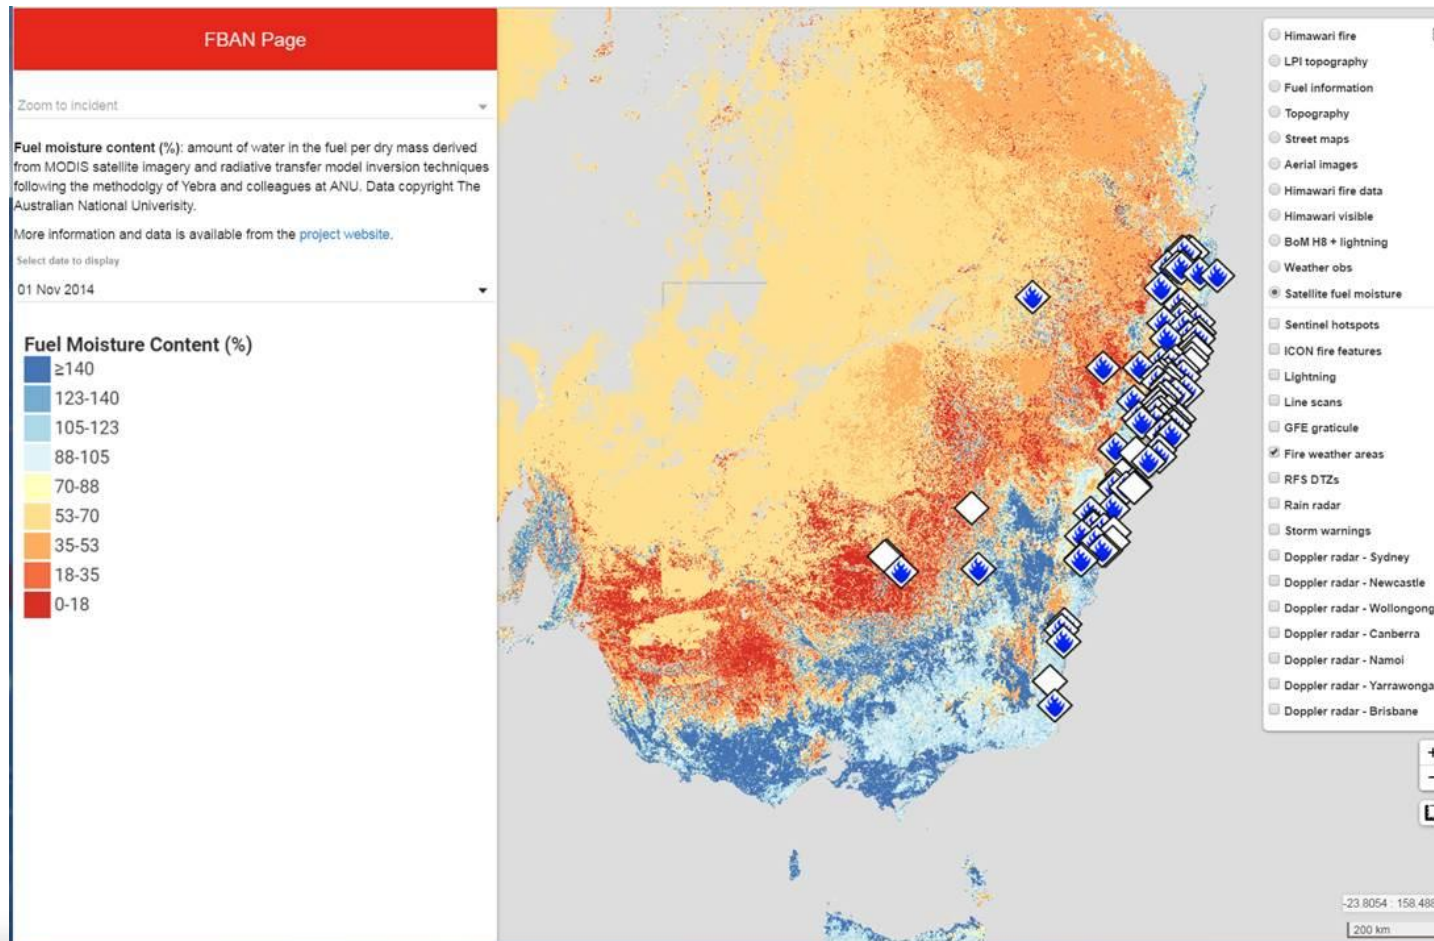 FBAN Page
Zoom to incident
Fuel moisture content (%): amount of water in the fuel per dry mass derived
from MODIS satellite imagery and radiative transfer model inversion techniques
following the methodolgy of Yebra and colleagues at ANU. Data copyright The
Australian National Univerisity.
More information and data is available from the project website.
Select date to display
01 Nov 2014
Fuel Moisture Content (%)
≥140
123-140
105-123
88-105
70-88
53-70
35-53
18-35
0-18
Himawari fire
LPI topography
Fuel information
Topography
Street maps
Aerial images
Himawari fire data
Himawari visible
BoM H8 + lightning
Weather obs
Satellite fuel moisture
Sentinel hotspots
ICON fire features
Lightning
Line scans
GFE graticule
Fire weather areas
RFS DTZs
Rain radar
Storm warnings
Doppler radar - Sydney
Doppler radar - Newcastle
Doppler radar - Wollongong
Doppler radar - Canberra
Doppler radar - Namoi
Doppler radar - Yarrawonga
Doppler radar - Brisbane
-23.8054 : 158.488
200 km